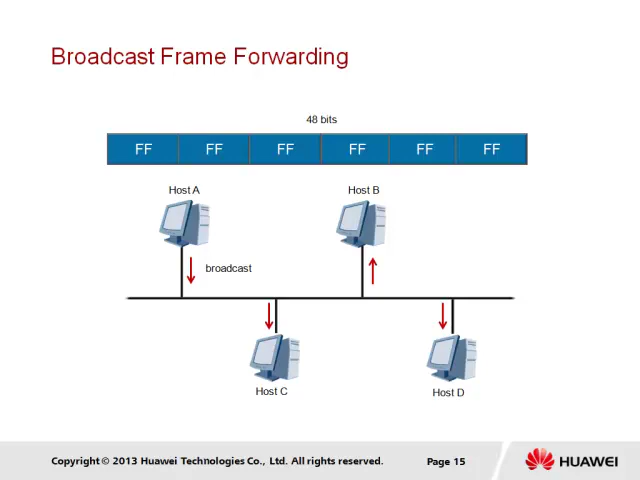 Broadcast Frame Forwarding
48 bits
FF FF FF FF FF FF
Host A Host B
broadcast
Host C Host D
Copyright © 2013 Huawei Technologies Co., Ltd. All rights reserved. Page 15 HUAWEI